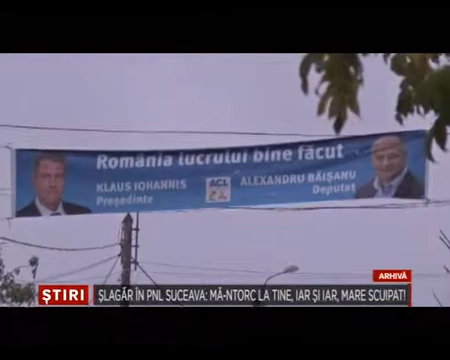 România lucrului bine făcut
KLAUS IOHANNIS
Președinte
ACL
ALEXANDRU BĂIȘANU
Deputat
ARHIVĂ
ȘTIRI
ȘLAGĂR ÎN PNL SUCEAVA: MĂ-NTORC LA TINE, IAR ȘI IAR, MARE SCUIPAT!